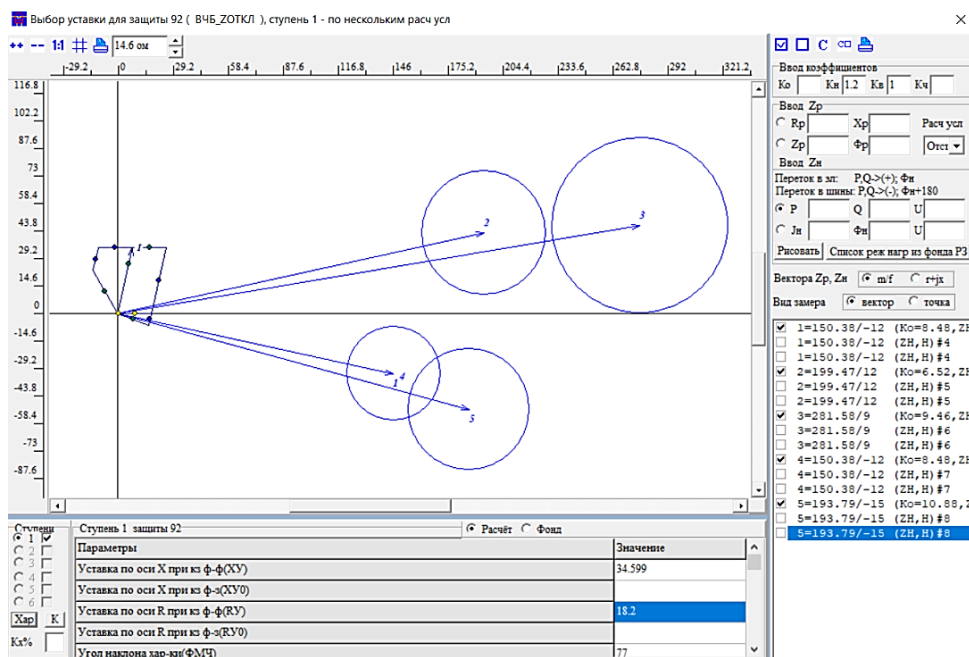 Выбор уставки для защиты 92 ( ВЧБ_ZОТКЛ ), ступень 1 - по нескольким расч усл
++ -- 1:1 14.6 ом
-29.2 0 29.2 58.4 87.6 116.8 146 175.2 204.4 233.6 262.8 292 321.2
116.8
102.2
87.6
73
58.4
43.8
29.2
14.6
0
-14.6
-29.2
-43.8
-58.4
-73
-87.6
1
2
3
4
1
5
С
Ввод коэффициентов
Ко Кн 1.2 Кв 1 Кч
Ввод Zр
Rр Xр Расч усл
Zр Фр Отст
Ввод Zн
Переток в эл: P,Q->(+); Фн
Переток в шины: P,Q->(-); Фн+180
P Q U
Jн Фн U
Рисовать Список реж нагр из фонда РЗ
Вектора Zр, Zн m/f r+jx
Вид замера вектор точка
1=150.38/-12 (Ko=8.48,ZH
1=150.38/-12 (ZH,H)#4
1=150.38/-12 (ZH,H)#4
2=199.47/12 (Ko=6.52,ZH
2=199.47/12 (ZH,H)#5
2=199.47/12 (ZH,H)#5
3=281.58/9 (Ko=9.46,ZH
3=281.58/9 (ZH,H)#6
3=281.58/9 (ZH,H)#6
4=150.38/-12 (Ko=8.48,ZH
4=150.38/-12 (ZH,H)#7
4=150.38/-12 (ZH,H)#7
5=193.79/-15 (Ko=10.88,Z
5=193.79/-15 (ZH,H)#8
5=193.79/-15 (ZH,H)#8
Ступени
1
2
3
4
5
6
Хар К
Кх%
Ступень 1 защиты 92 Расчёт Фонд
Параметры Значение
Уставка по оси X при кз ф-ф(XУ) 34.599
Уставка по оси X при кз ф-з(XУ0)
Уставка по оси R при кз ф-ф(RУ) 18.2
Уставка по оси R при кз ф-з(RУ0)
Угол наклона хар-ки(ФМЧ) 77